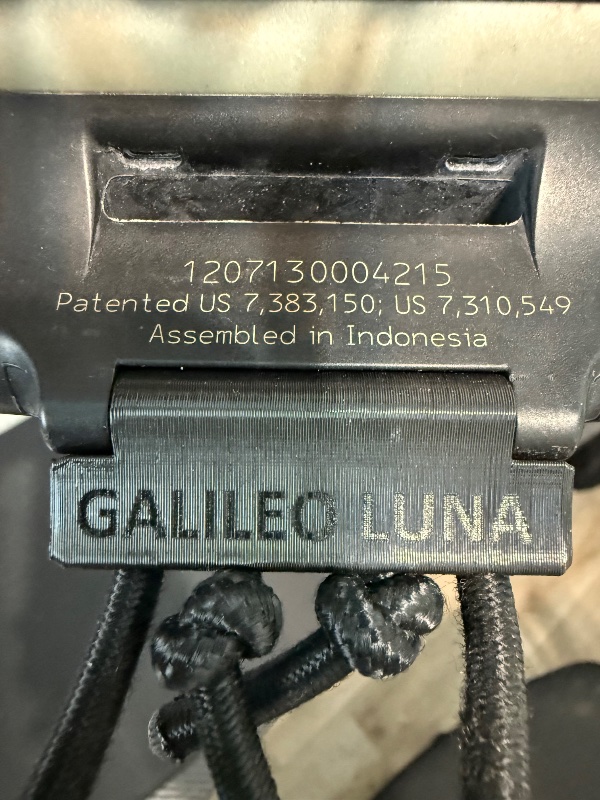 1207130004215
Patented US 7,383,150; US 7,310,549
Assembled in Indonesia
GALILEO LUNA